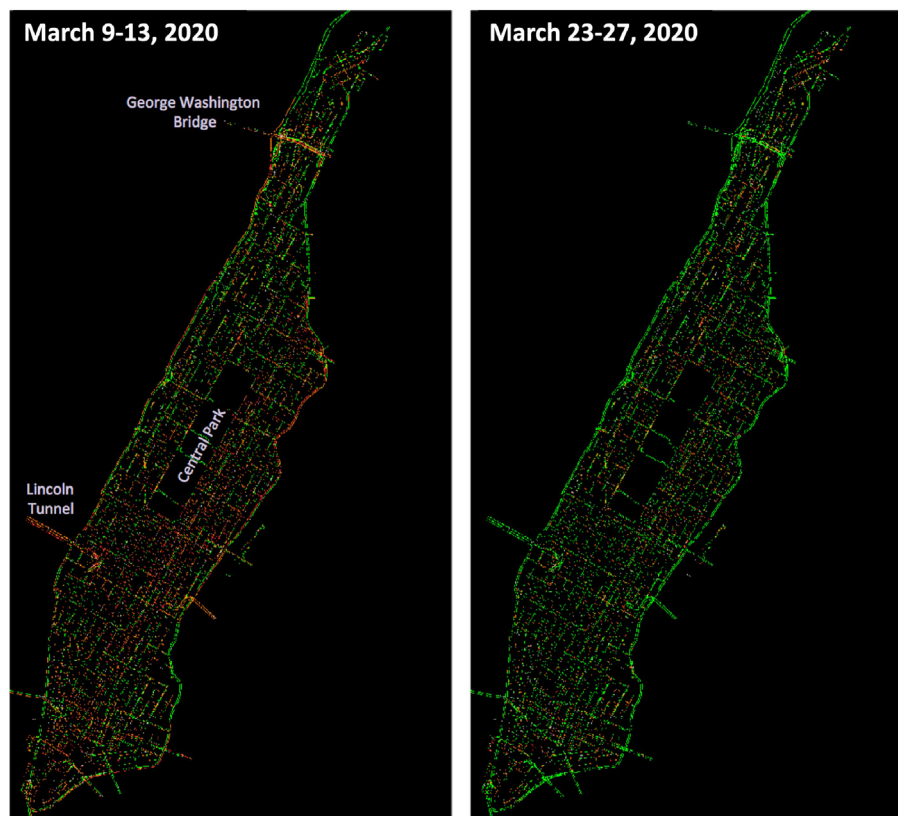 March 9-13, 2020
George Washington
Bridge
Central Park
Lincoln
Tunnel
March 23-27, 2020